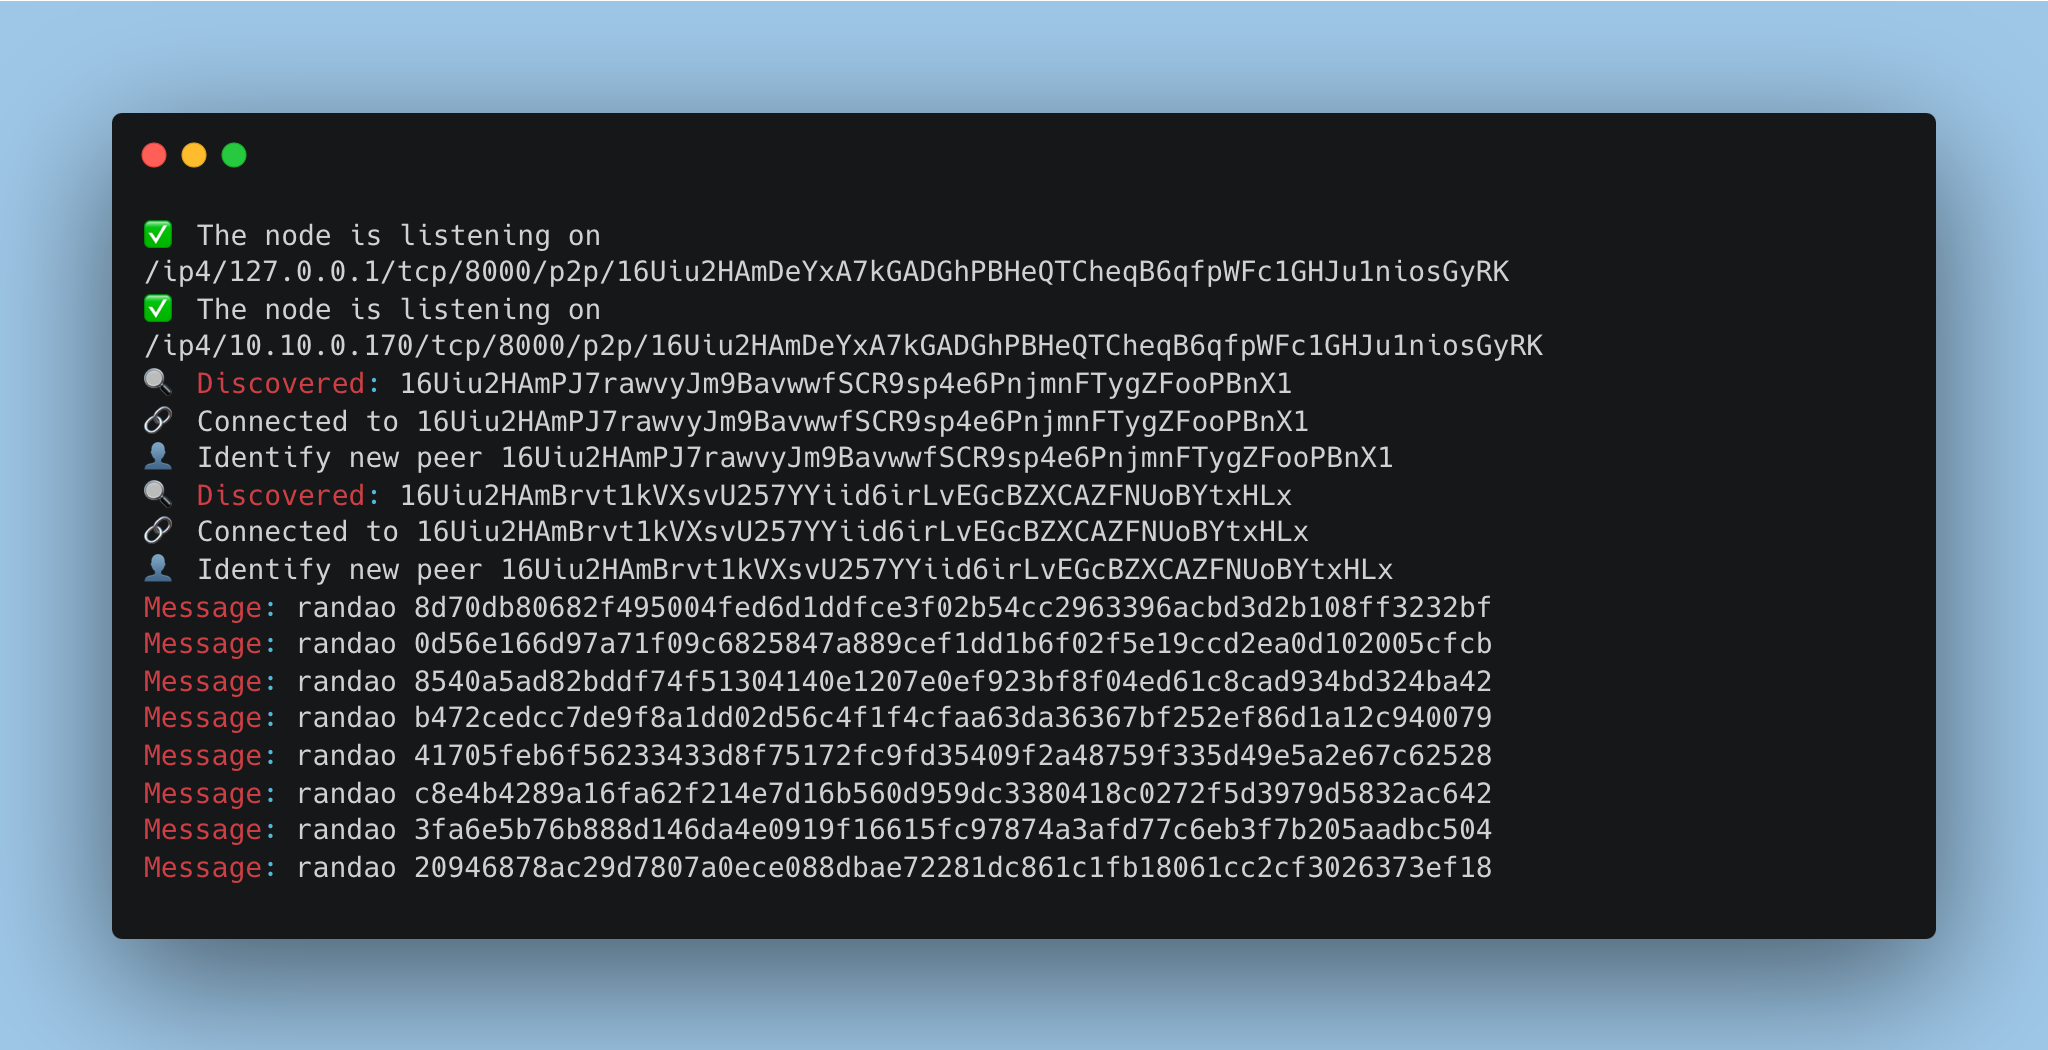 ✅ The node is listening on
/ip4/127.0.0.1/tcp/8000/p2p/16Uiu2HAmDeYxA7kGADGhPBHeQTCheqB6qfpWFc1GHJu1niosGyRK
✅ The node is listening on
/ip4/10.10.0.170/tcp/8000/p2p/16Uiu2HAmDeYxA7kGADGhPBHeQTCheqB6qfpWFc1GHJu1niosGyRK
🔍 Discovered: 16Uiu2HAmPJ7rawvyJm9BavwwfSCR9sp4e6PnjmnFTygZFooPBnX1
🔗 Connected to 16Uiu2HAmPJ7rawvyJm9BavwwfSCR9sp4e6PnjmnFTygZFooPBnX1
👤 Identify new peer 16Uiu2HAmPJ7rawvyJm9BavwwfSCR9sp4e6PnjmnFTygZFooPBnX1
🔍 Discovered: 16Uiu2HAmBrvt1kVXsvU257YYiid6irLvEGcBZXCAZFNUoBYtxHLx
🔗 Connected to 16Uiu2HAmBrvt1kVXsvU257YYiid6irLvEGcBZXCAZFNUoBYtxHLx
👤 Identify new peer 16Uiu2HAmBrvt1kVXsvU257YYiid6irLvEGcBZXCAZFNUoBYtxHLx
Message: randao 8d70db80682f495004fed6d1ddfce3f02b54cc2963396acbd3d2b108ff3232bf
Message: randao 0d56e166d97a71f09c6825847a889cef1dd1b6f02f5e19ccd2ea0d102005cfcb
Message: randao 8540a5ad82bddf74f51304140e1207e0ef923bf8f04ed61c8cad934bd324ba42
Message: randao b472cedcc7de9f8a1dd02d56c4f1f4cfaa63da36367bf252ef86d1a12c940079
Message: randao 41705feb6f56233433d8f75172fc9fd35409f2a48759f335d49e5a2e67c62528
Message: randao c8e4b4289a16fa62f214e7d16b560d959dc3380418c0272f5d3979d5832ac642
Message: randao 3fa6e5b76b888d146da4e0919f16615fc97874a3afd77c6eb3f7b205aadbc504
Message: randao 20946878ac29d7807a0ece088dbae72281dc861c1fb18061cc2cf3026373ef18